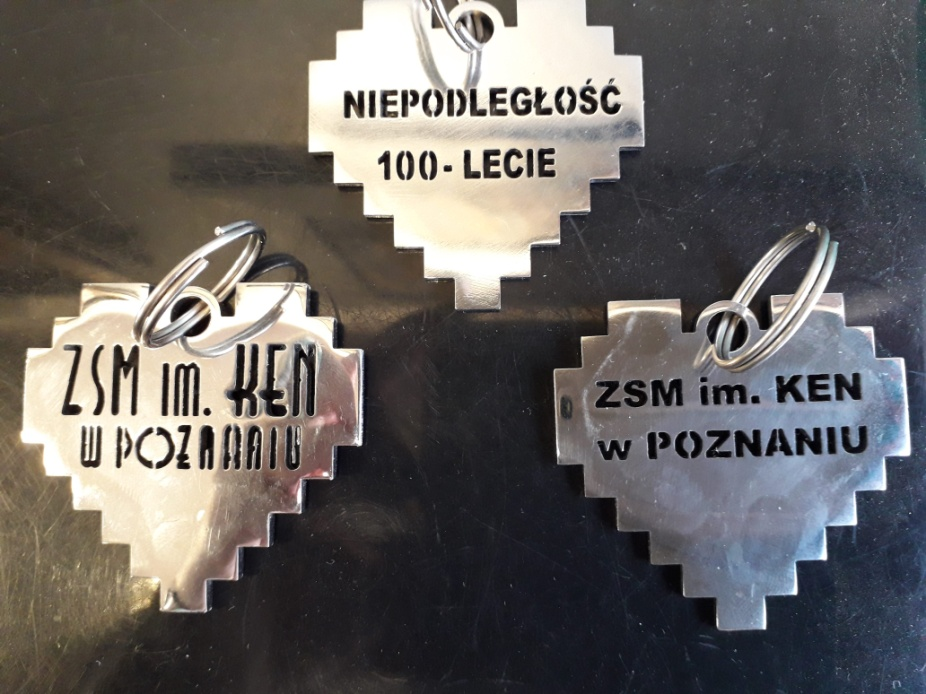 NIEPODLEGŁOŚĆ
100-LECIE
ZSM im. KEN
W POZNANIU
ZSM im. KEN
w POZNANIU